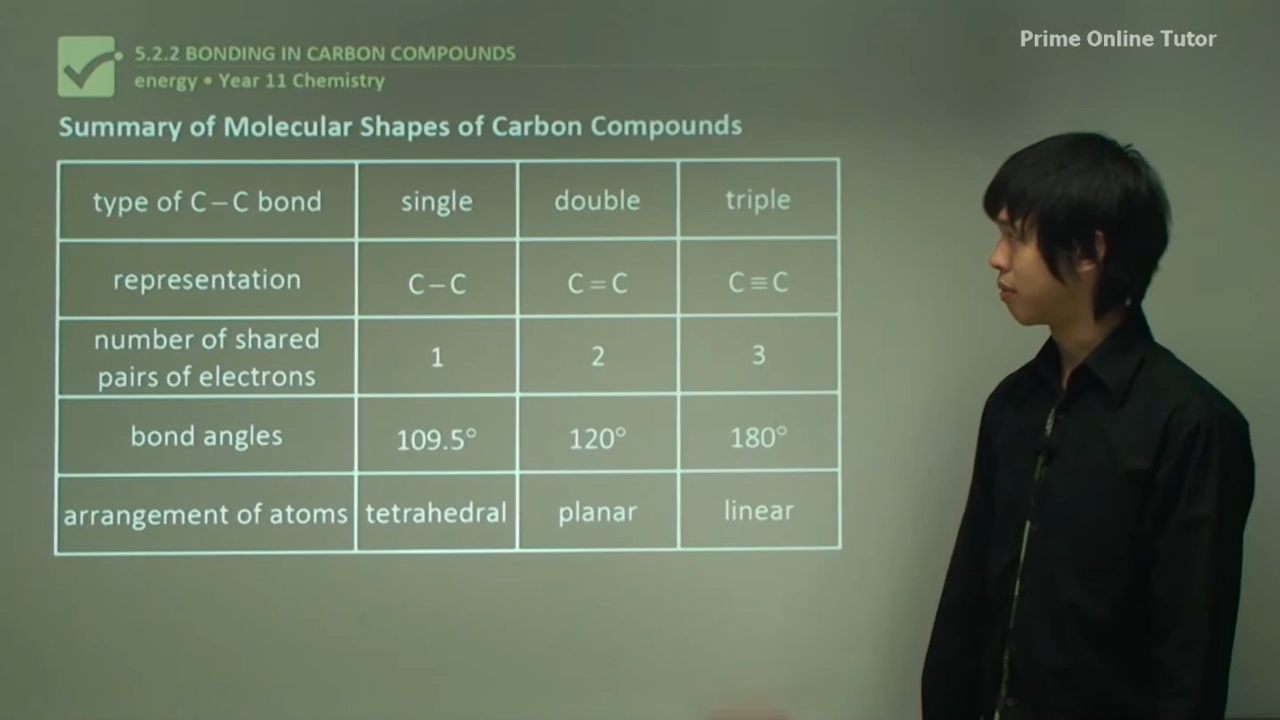 Prime Online Tutor
5.2.2 BONDING IN CARBON COMPOUNDS
energy • Year 11 Chemistry
Summary of Molecular Shapes of Carbon Compounds
type of C – C bond single double triple
representation C – C C = C C ≡ C
number of shared
pairs of electrons 1 2 3
bond angles 109.5° 120° 180°
arrangement of atoms tetrahedral planar linear